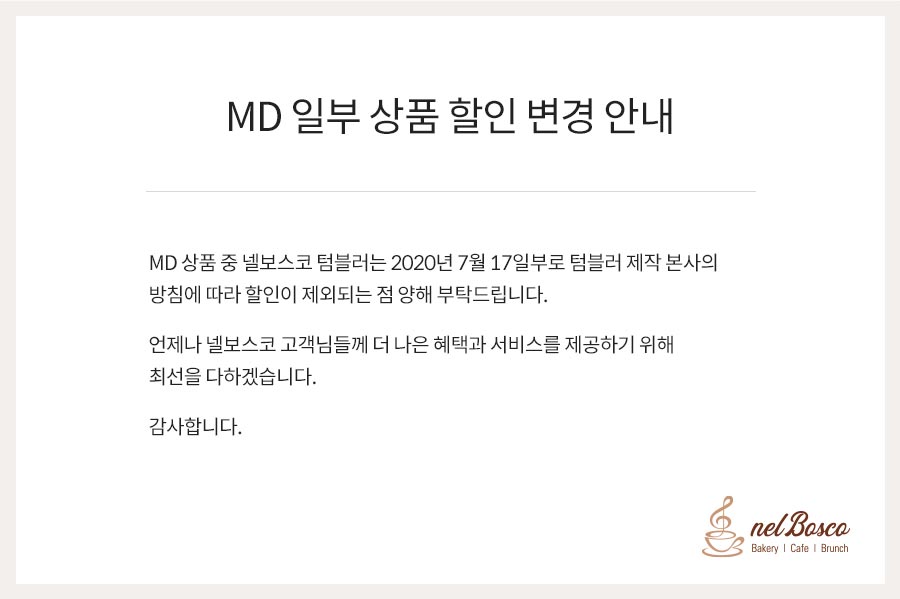 MD 일부 상품 할인 변경 안내
MD 상품 중 넬보스코 텀블러는 2020년 7월 17일부로 텀블러 제작 본사의
방침에 따라 할인이 제외되는 점 양해 부탁드립니다.
언제나 넬보스코 고객님들께 더 나은 혜택과 서비스를 제공하기 위해
최선을 다하겠습니다.
감사합니다.
nel Bosco
Bakery | Cafe | Brunch